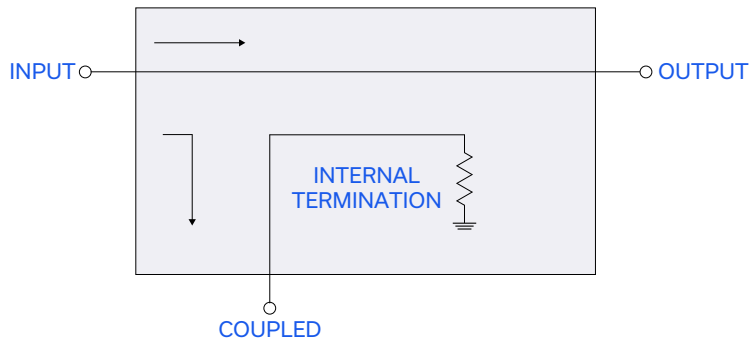 INPUT
OUTPUT
INTERNAL
TERMINATION
COUPLED